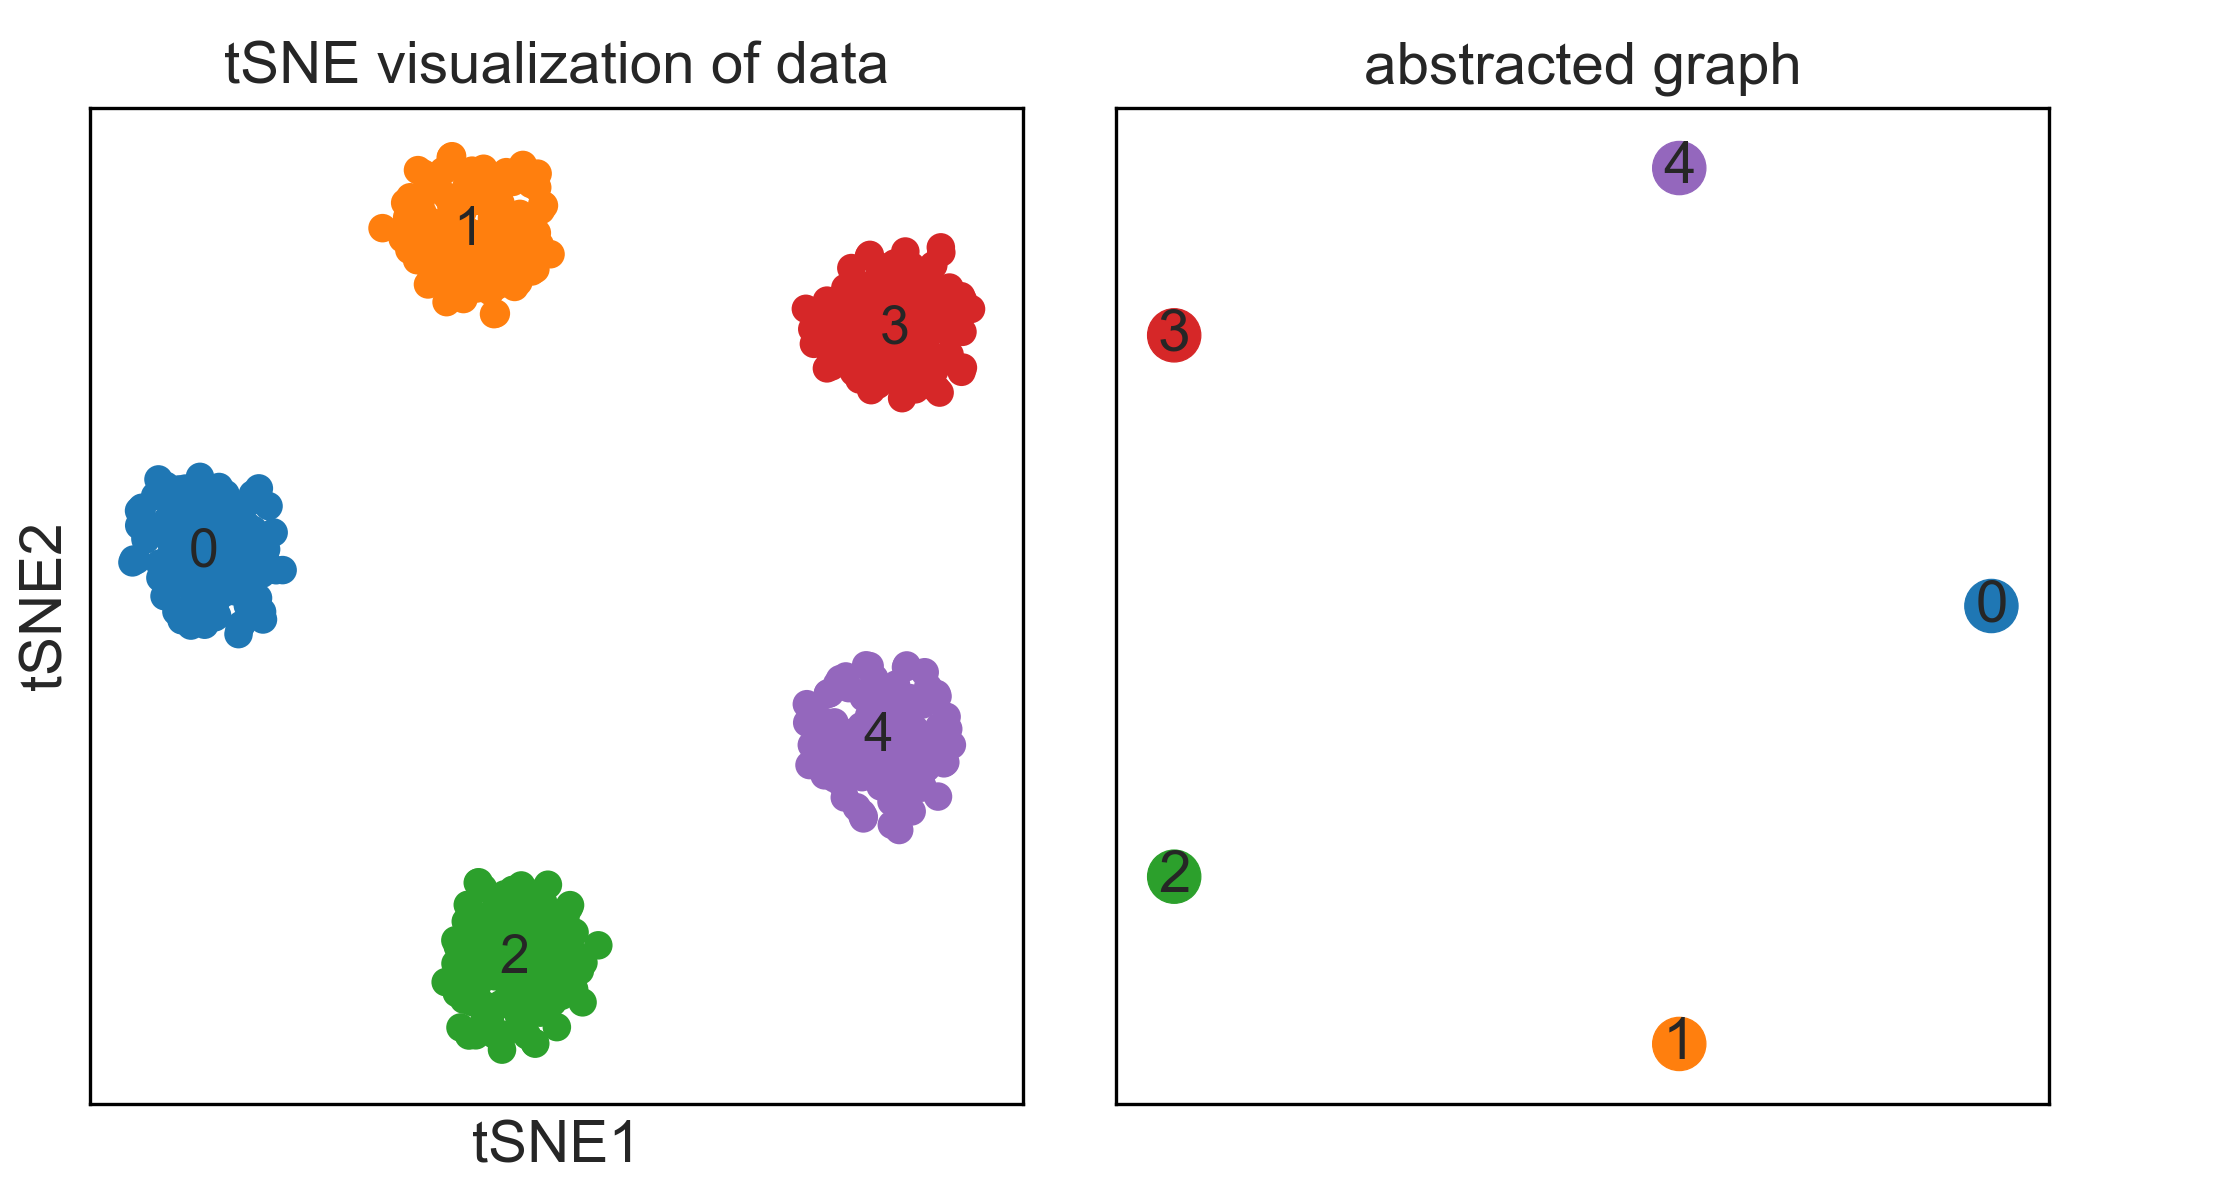 tSNE visualization of data
1
3
0
4
2
tSNE2
tSNE1
abstracted graph
4
3
0
2
1